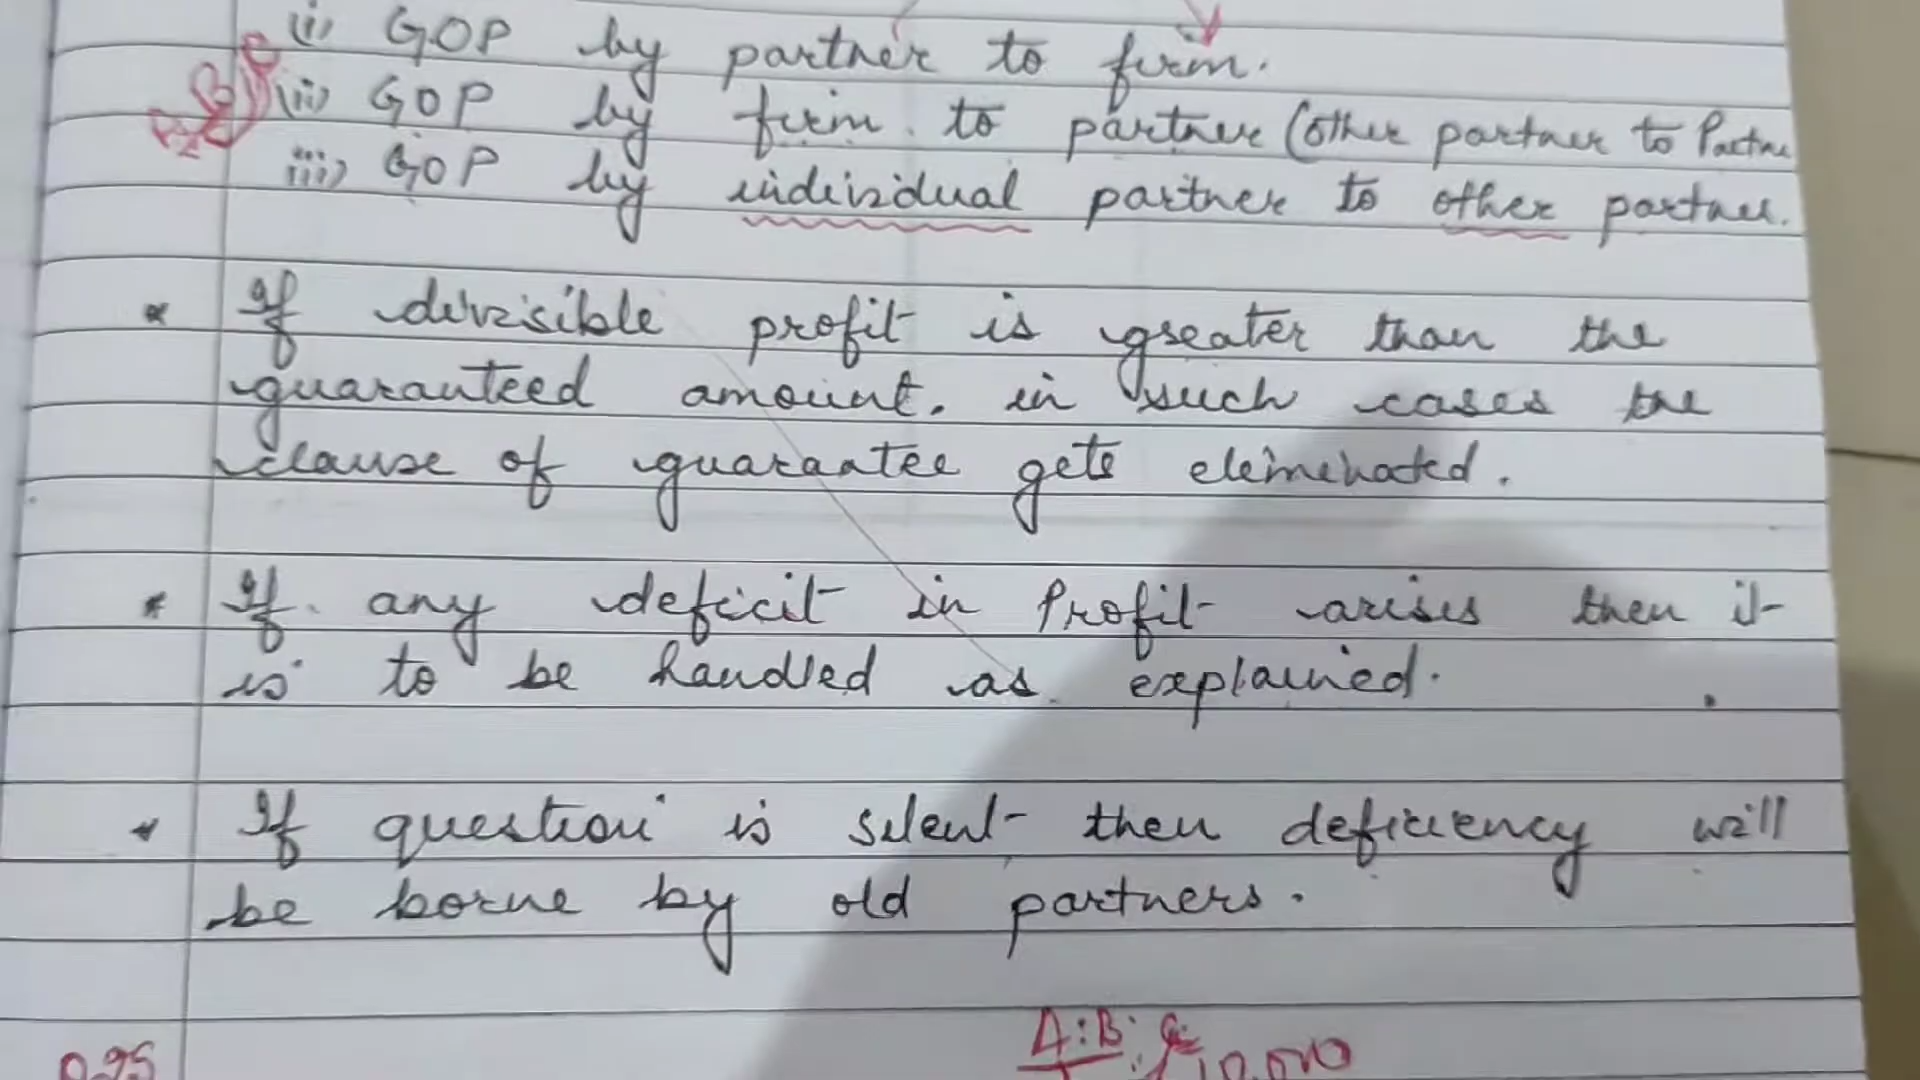 (i) GOP by partner to firm.
(ii) GOP by firm to partner (other partner to Partne
iii) GOP by individual partner to other partner.
* If divisible profit is greater than the
guaranteed amount. in such cases the
clause of guarantee gets eleminated.
* If any deficit in Profit arises then it
is to be handled as explained.
* If question is silent then deficiency will
be borne by old partners.
A:B:
10,000